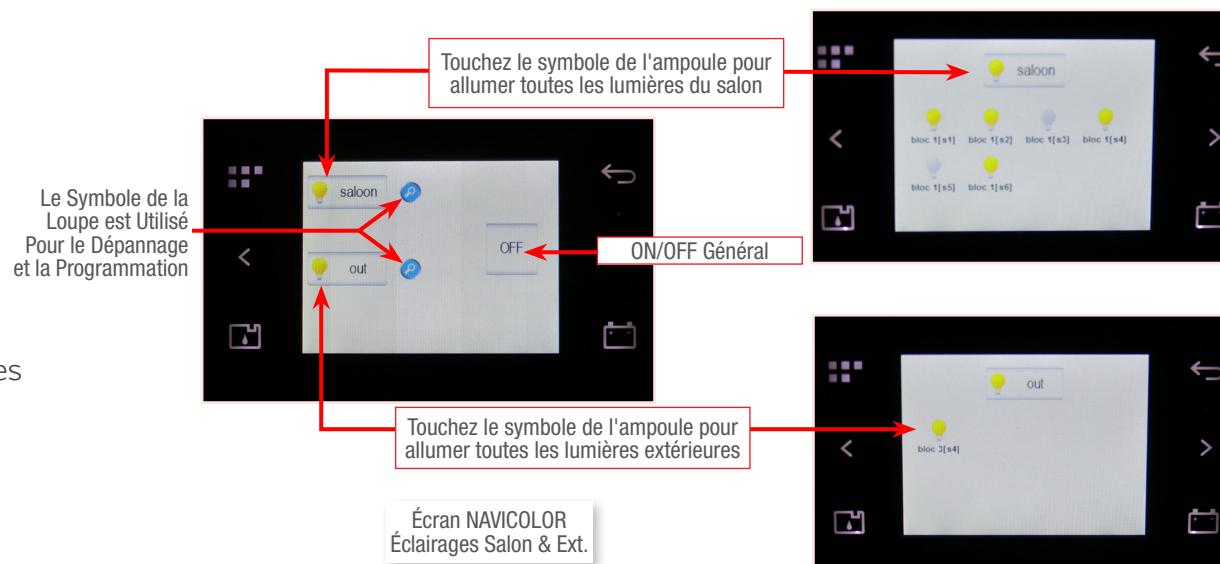 Touchez le symbole de l'ampoule pour
allumer toutes les lumières du salon
saloon
bloc 1[s1] bloc 1[s2] bloc 1[s3] bloc 1[s4]
bloc 1[s5] bloc 1[s6]
Le Symbole de la
Loupe est Utilisé
Pour le Dépannage
et la Programmation
saloon
out
OFF
ON/OFF Général
es
Touchez le symbole de l'ampoule pour
allumer toutes les lumières extérieures
out
bloc 3[s4]
Écran NAVICOLOR
Éclairages Salon & Ext.